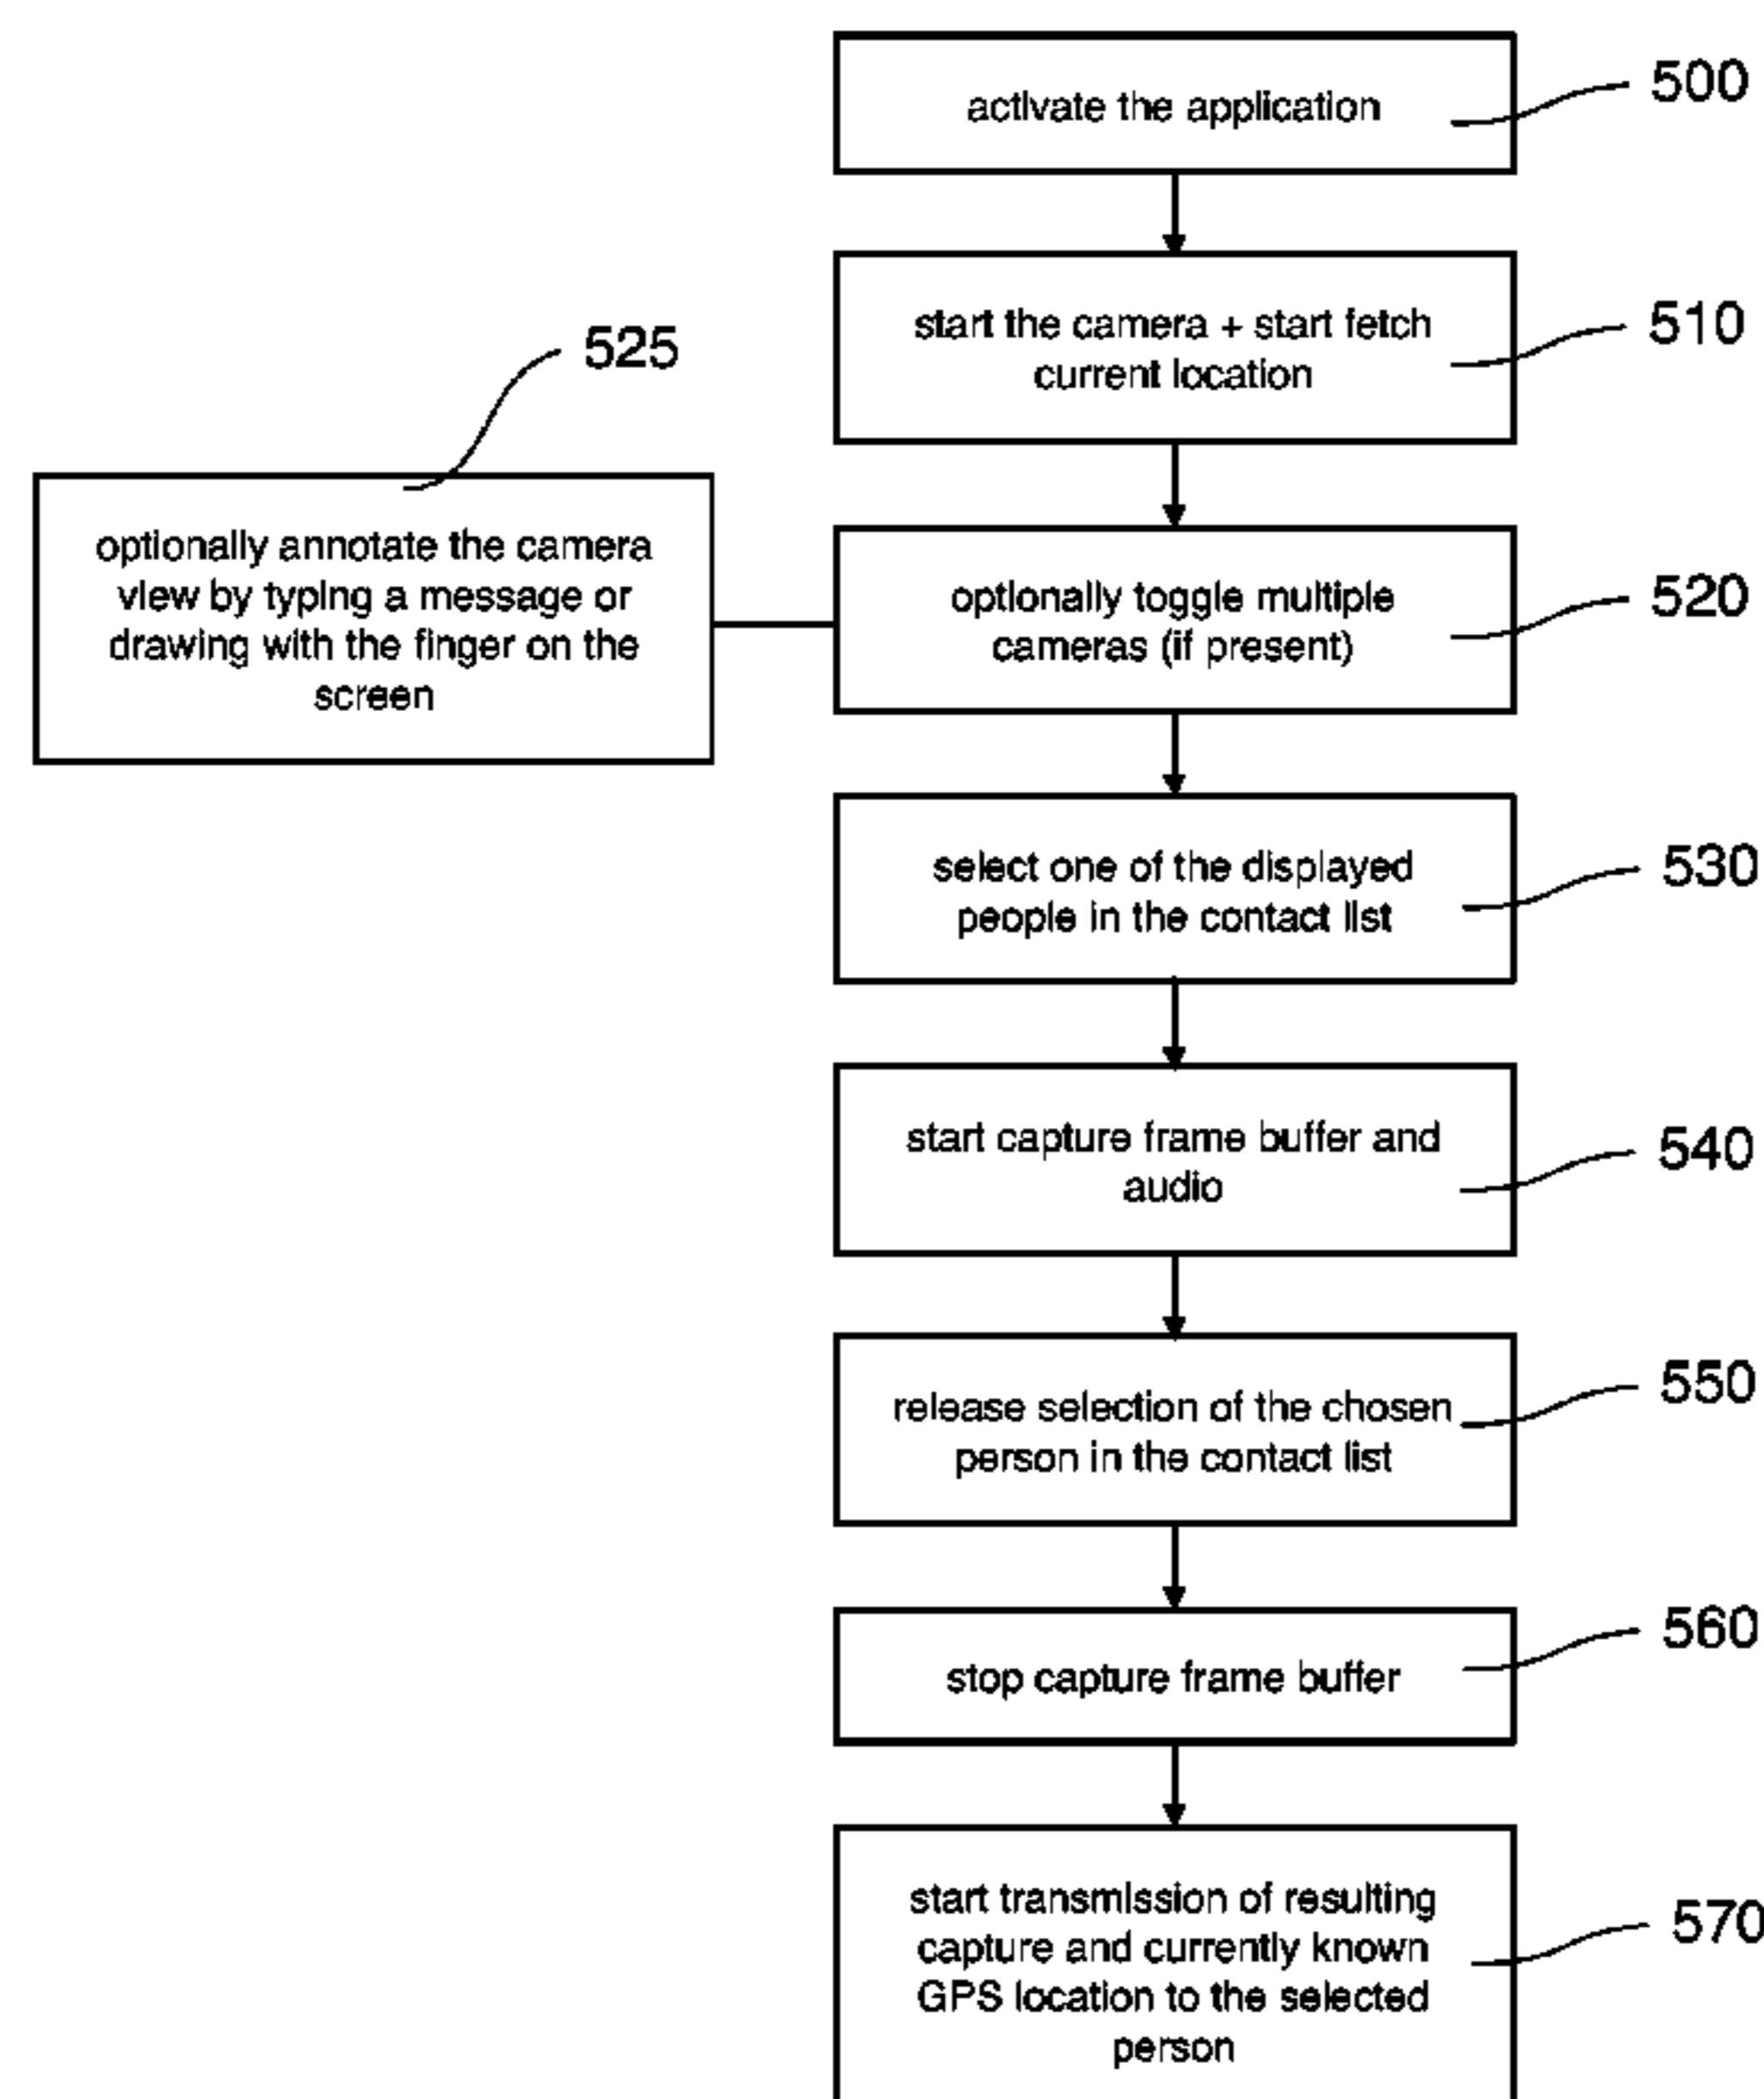 activate the application
500
start the camera + start fetch
current location
510
525
optionally annotate the camera
view by typing a message or
drawing with the finger on the
screen
optionally toggle multiple
cameras (if present)
520
select one of the displayed
people in the contact list
530
start capture frame buffer and
audio
540
release selection of the chosen
person in the contact list
550
stop capture frame buffer
560
start transmission of resulting
capture and currently known
GPS location to the selected
person
570